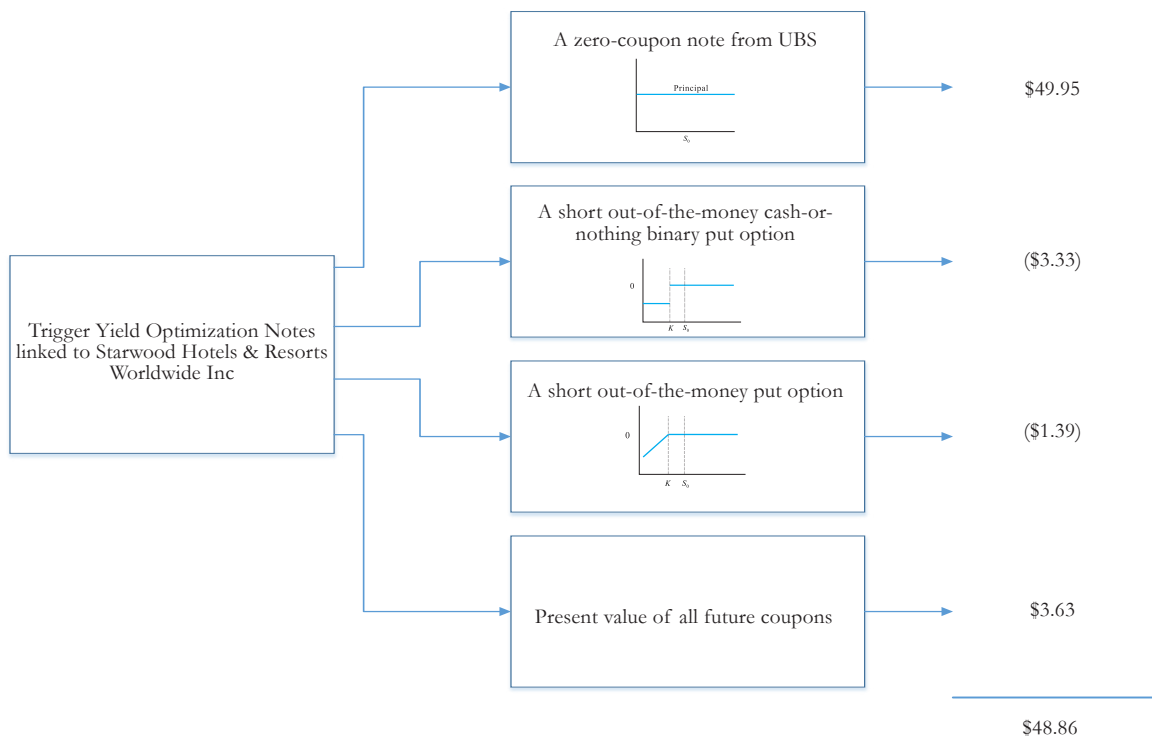 A zero-coupon note from UBS
Principal
S₀
$49.95
A short out-of-the-money cash-or-
nothing binary put option
0
K
S₀
($3.33)
Trigger Yield Optimization Notes
linked to Starwood Hotels & Resorts
Worldwide Inc
A short out-of-the-money put option
0
K
S₀
($1.39)
Present value of all future coupons
$3.63
$48.86